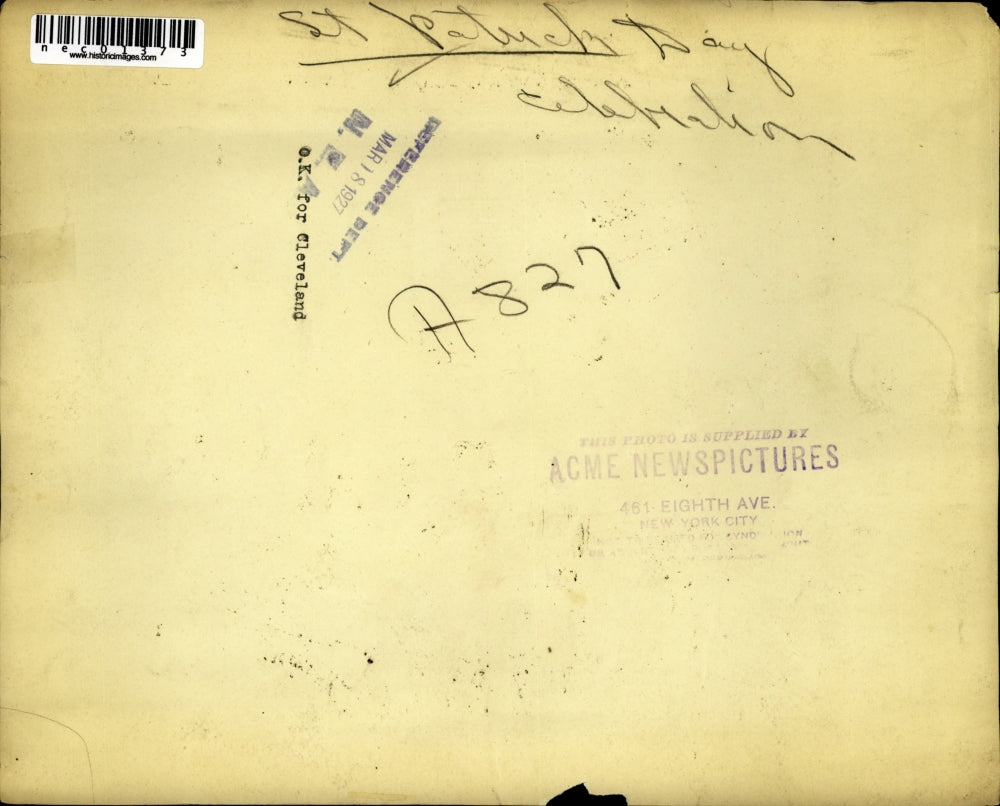 nec01373
www.historicimages.com
St Patrick Day
celebration
REFERENCE DEPT.
MAR 18 1927
N. E. A.
O.K. for Cleveland
A 827
THIS PHOTO IS SUPPLIED BY
ACME NEWSPICTURES
461 EIGHTH AVE.
NEW YORK CITY